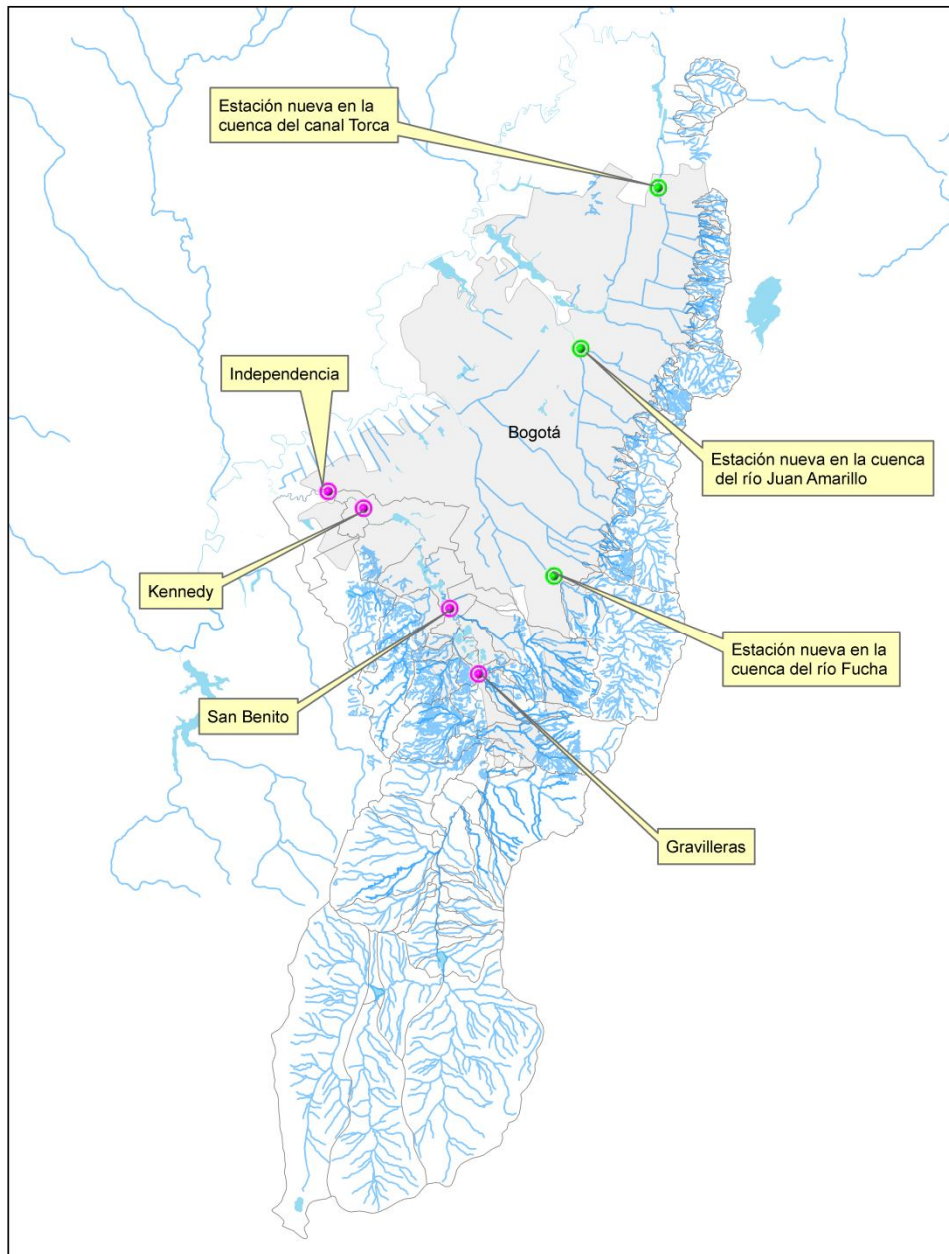 Estación nueva en la
cuenca del canal Torca
Independencia
Bogotá
Estación nueva en la cuenca
del río Juan Amarillo
Kennedy
Estación nueva en la
cuenca del río Fucha
San Benito
Gravilleras